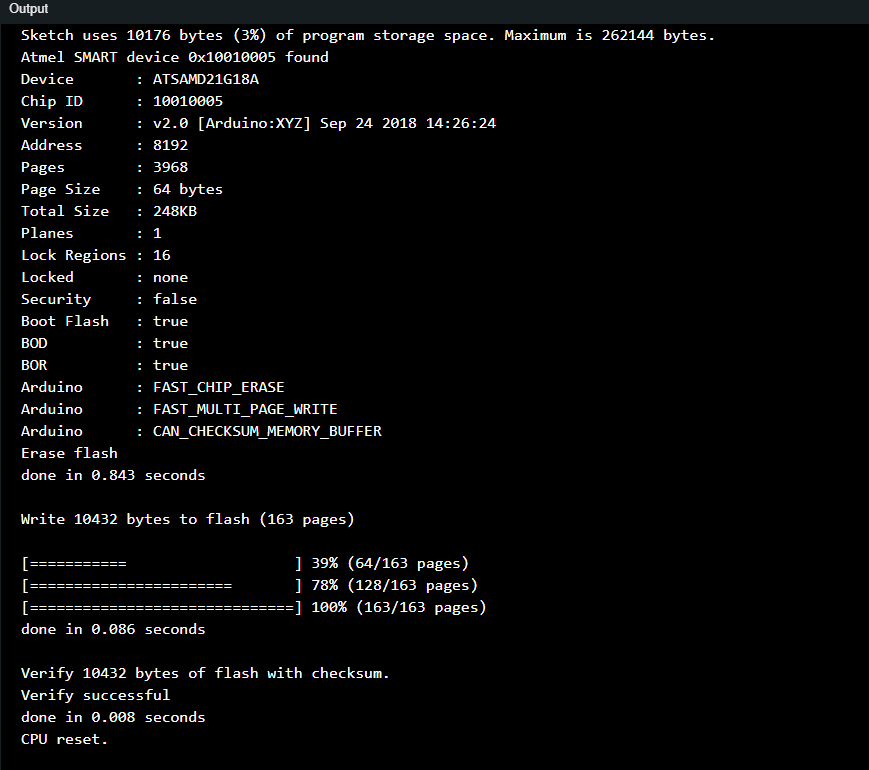 Output
Sketch uses 10176 bytes (3%) of program storage space. Maximum is 262144 bytes.
Atmel SMART device 0x10010005 found
Device       : ATSAMD21G18A
Chip ID      : 10010005
Version      : v2.0 [Arduino:XYZ] Sep 24 2018 14:26:24
Address      : 8192
Pages        : 3968
Page Size    : 64 bytes
Total Size   : 248KB
Planes       : 1
Lock Regions : 16
Locked       : none
Security     : false
Boot Flash   : true
BOD          : true
BOR          : true
Arduino      : FAST_CHIP_ERASE
Arduino      : FAST_MULTI_PAGE_WRITE
Arduino      : CAN_CHECKSUM_MEMORY_BUFFER
Erase flash
done in 0.843 seconds
Write 10432 bytes to flash (163 pages)
[===========                   ] 39% (64/163 pages)
[=======================       ] 78% (128/163 pages)
[==============================] 100% (163/163 pages)
done in 0.086 seconds
Verify 10432 bytes of flash with checksum.
Verify successful
done in 0.008 seconds
CPU reset.